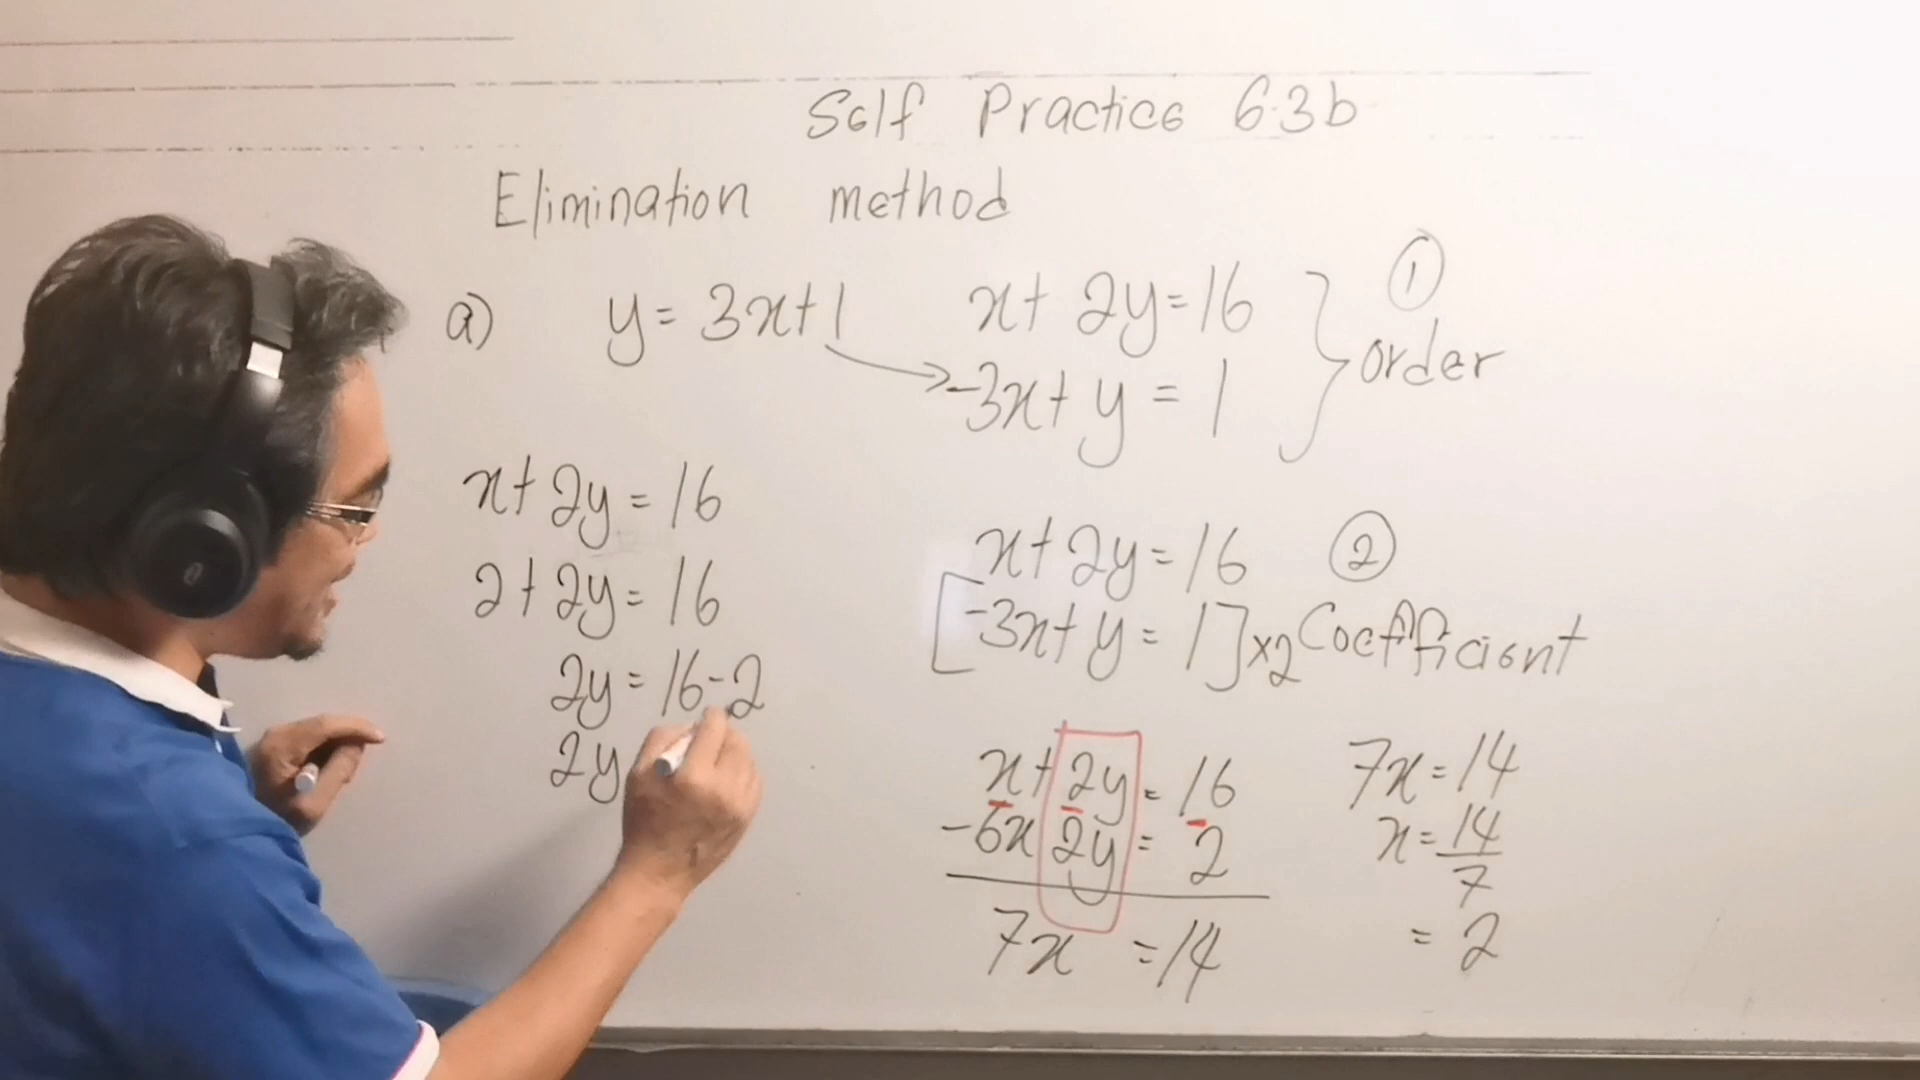 Self Practice 6.3b
Elimination method
a) y = 3x+1
x + 2y = 16
-3x + y = 1
① order
x + 2y = 16
[-3x + y = 1] ×2
② Coefficient
x + 2y = 16
-6x 2y = 2
7x = 14
7x = 14
x = 14/7
= 2
x + 2y = 16
2 + 2y = 16
2y = 16-2
2y